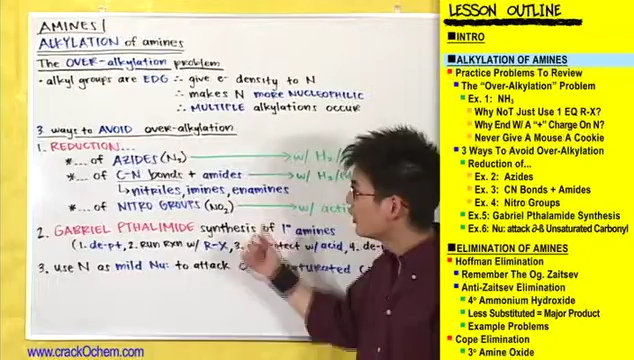 AMINES
ALKYLATION of amines
The OVER-alkylation problem
• alkyl groups are EDG ∴ give e⁻ density to N
∴ makes N MORE NUCLEOPHILIC
∴ MULTIPLE alkylations occur
3 ways to AVOID over-alkylation
1. REDUCTION...
*... of AZIDES (N₃) → w/ H₂/
*... of C-N bonds + amides → w/ H₂/
↳ nitriles, imines, enamines
*... of NITRO GROUPS (NO₂) → w/
2. GABRIEL PTHALIMIDE synthesis of 1° amines
(1. de-pt, 2. Run Rxn w/ R-X, 3. w/ acid, 4. de-
3. use N as mild Nu: to attack
www.crackOchem.com
LESSON OUTLINE
INTRO
ALKYLATION OF AMINES
Practice Problems To Review
The "Over-Alkylation" Problem
Ex. 1: NH₃
Why NoT Just Use 1 EQ R-X?
Why End W/ A "+" Charge On N?
Never Give A Mouse A Cookie
3 Ways To Avoid Over-Alkylation
Reduction of...
Ex. 2: Azides
Ex. 3: CN Bonds + Amides
Ex. 4: Nitro Groups
Ex.5: Gabriel Pthalamide Synthesis
Ex.6: Nu: attack ∂-ß Unsaturated Carbonyl
ELIMINATION OF AMINES
Hoffman Elimination
Remember The Og. Zaitsev
Anti-Zaitsev Elimination
4° Ammonium Hydroxide
Less Substituted = Major Product
Example Problems
Cope Elimination
3° Amine Oxide